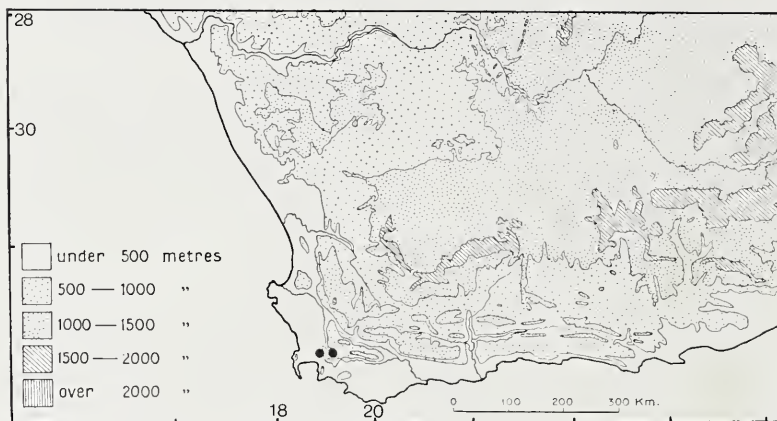 28
30
under 500 metres
500 — 1000 "
1000 — 1500 "
1500 — 2000 "
over 2000 "
18 20
0 100 200 300 Km.